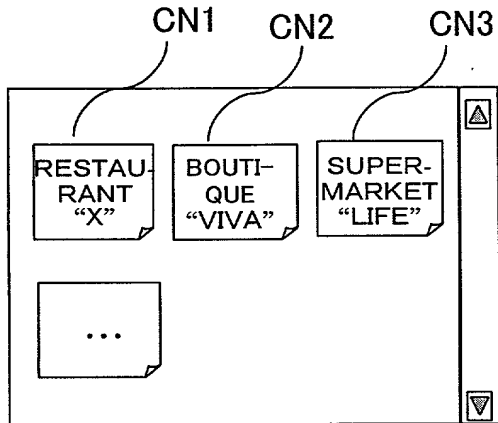 CN1 CN2 CN3
RESTAU-
RANT
“X”
BOUTI-
QUE
“VIVA”
SUPER-
MARKET
“LIFE”
...